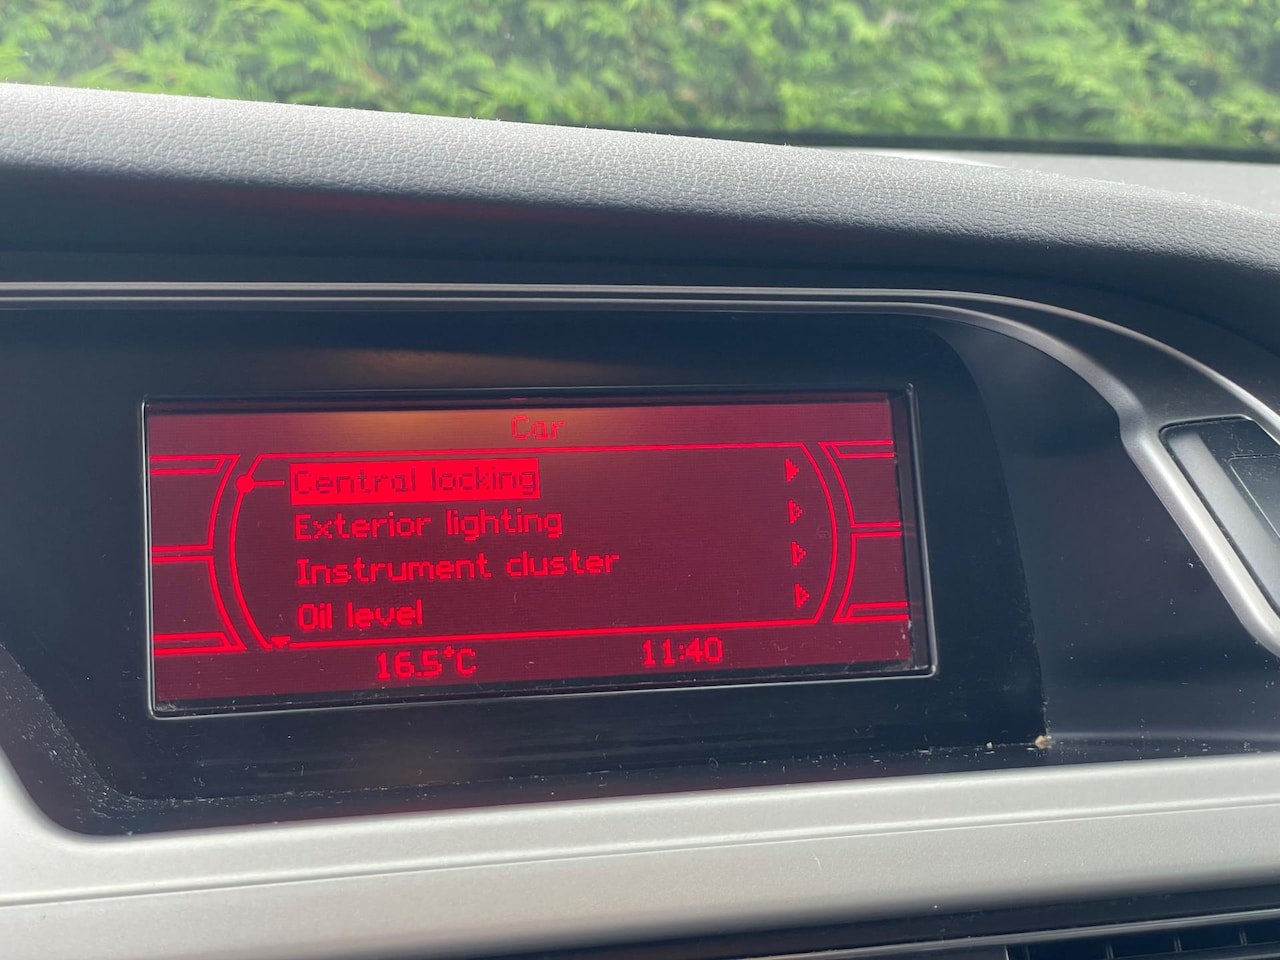 Car
Central locking
Exterior lighting
Instrument cluster
Oil level
16.5°C 11:40